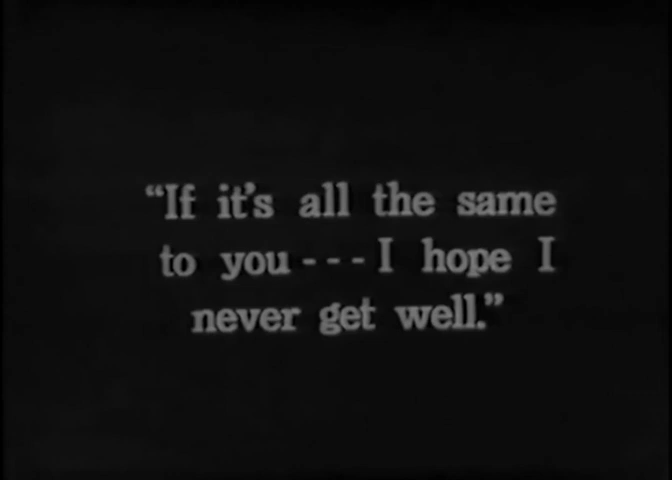 “If it's all the same
to you - - - I hope I
never get well.”